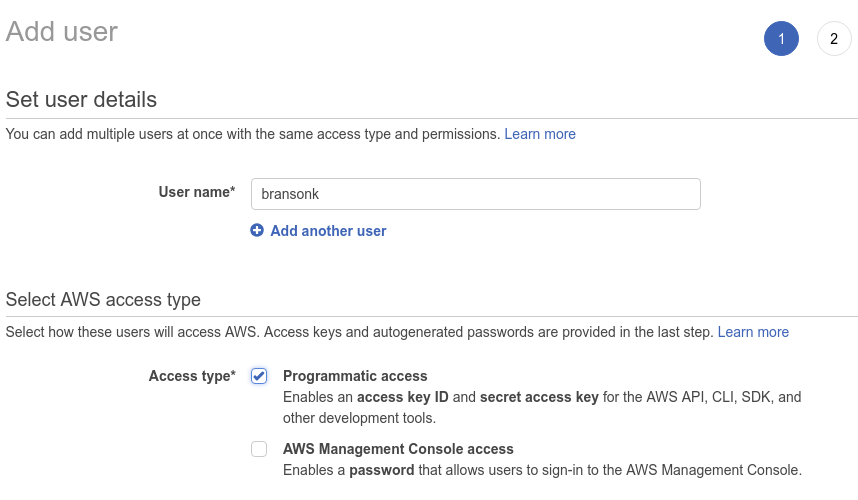 Add user
1
2
Set user details
You can add multiple users at once with the same access type and permissions. Learn more
User name*
bransonk
Add another user
Select AWS access type
Select how these users will access AWS. Access keys and autogenerated passwords are provided in the last step. Learn more
Access type*
Programmatic access
Enables an access key ID and secret access key for the AWS API, CLI, SDK, and
other development tools.
AWS Management Console access
Enables a password that allows users to sign-in to the AWS Management Console.